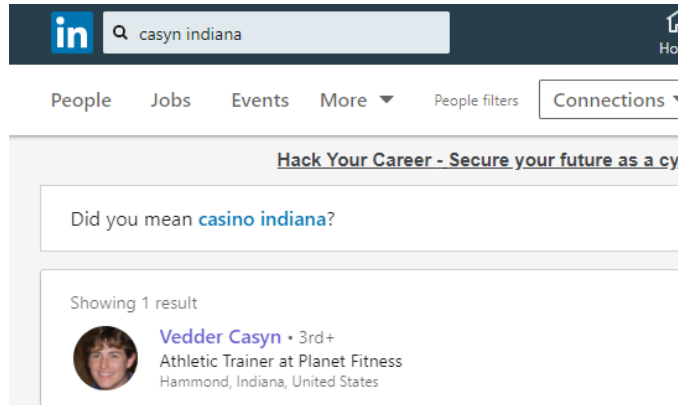 in casyn indiana
Ho
People Jobs Events More People filters Connections
Hack Your Career - Secure your future as a cy
Did you mean casino indiana?
Showing 1 result
Vedder Casyn • 3rd+
Athletic Trainer at Planet Fitness
Hammond, Indiana, United States